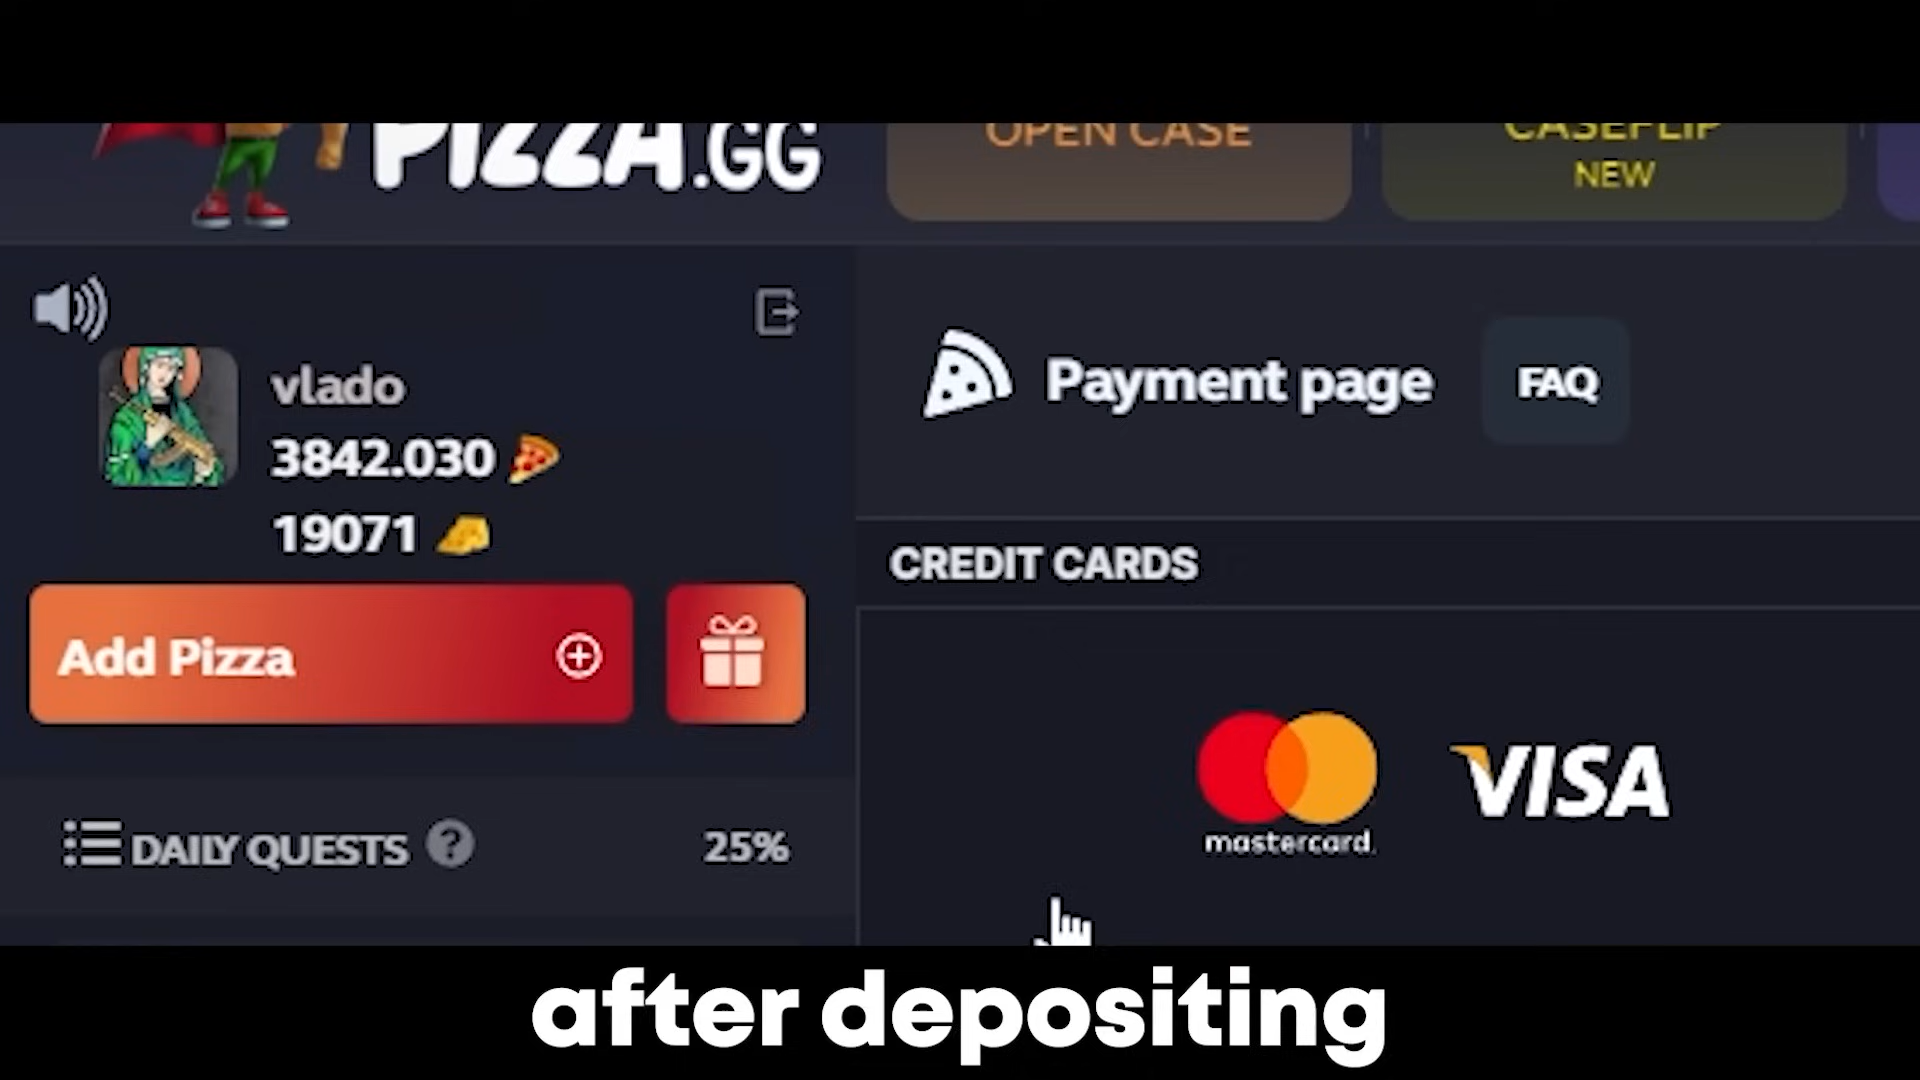 PIZZA.GG
OPEN CASE
CASEFLIP
NEW
vlado
3842.030
19071
Add Pizza
DAILY QUESTS ?
25%
Payment page
FAQ
CREDIT CARDS
mastercard.
VISA
after depositing